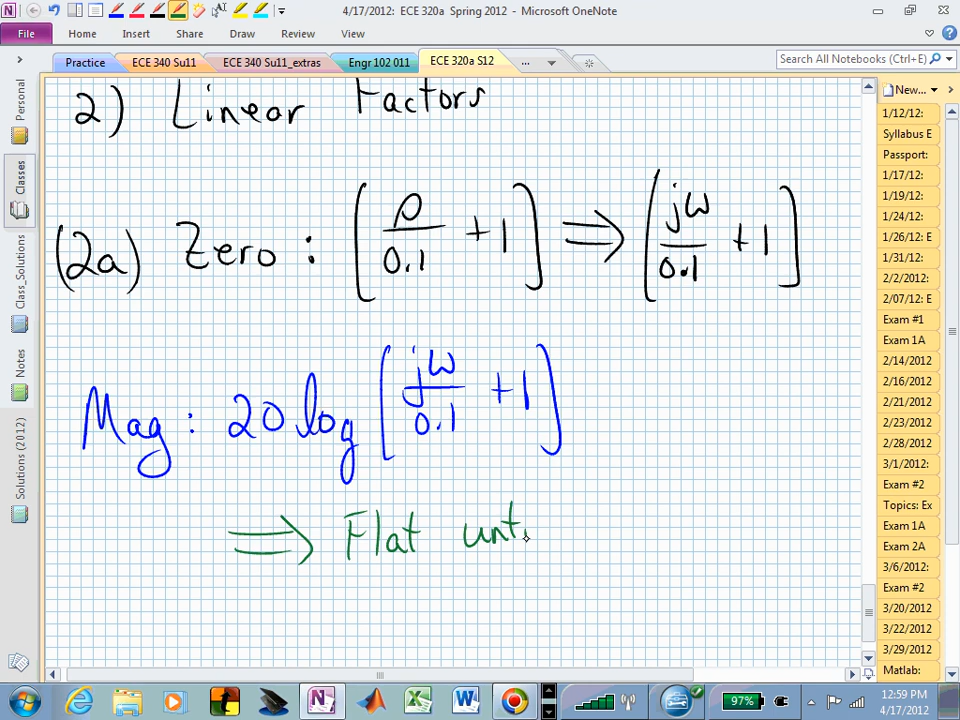 4/17/2012: ECE 320a Spring 2012 - Microsoft OneNote
File Home Insert Share Draw Review View
Practice ECE 340 Su11 ECE 340 Su11_extras Engr 102 011 ECE 320a S12 ... Search All Notebooks (Ctrl+E)
Personal
Classes
Class_Solutions
Notes
Solutions (2012)
2) Linear Factors
(2a) Zero: [s/0.1 + 1] ⇒ [jω/0.1 + 1]
Mag: 20 log [jω/0.1 + 1]
⇒ Flat unt
New...
1/12/12:
Syllabus E
Passport:
1/17/12:
1/19/12:
1/24/12:
1/26/12: E
1/31/12:
2/2/2012:
2/07/12: E
Exam #1
Exam 1A
2/14/2012
2/16/2012
2/21/2012
2/23/2012
2/28/2012
3/1/2012:
Exam #2
Topics: Ex
Exam 1A
Exam 2A
3/6/2012:
Exam #2
3/20/2012
3/22/2012
3/29/2012
Matlab:
97%
12:59 PM
4/17/2012